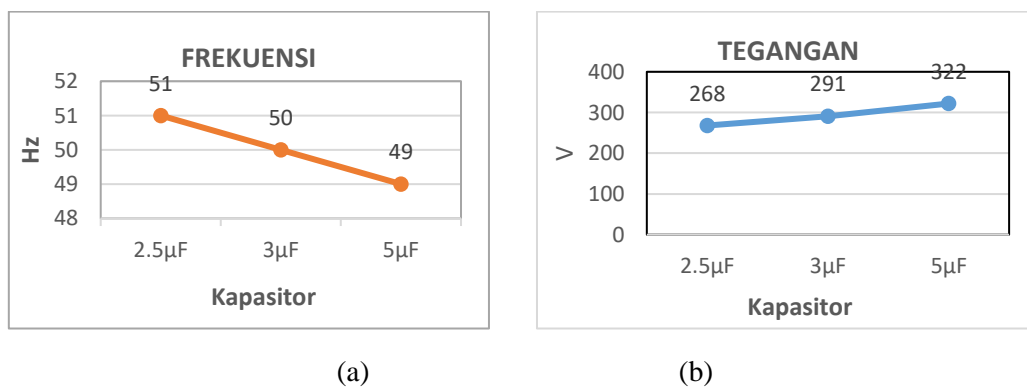 FREKUENSI
52
51
50
49
48
Hz
51
50
49
2.5µF 3µF 5µF
Kapasitor
(a)
TEGANGAN
400
300
200
100
0
V
268
291
322
2.5µF 3µF 5µF
Kapasitor
(b)